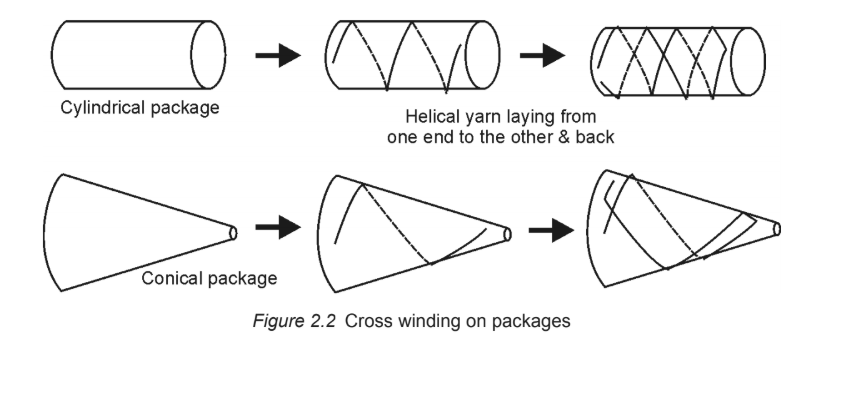 Cylindrical package
Helical yarn laying from
one end to the other & back
Conical package
Figure 2.2 Cross winding on packages